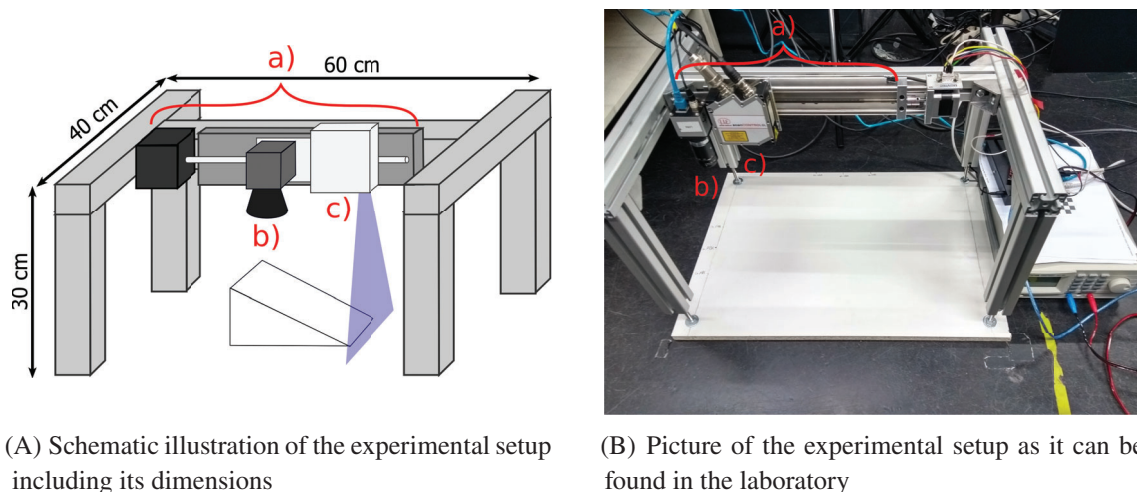 a)
60 cm
40 cm
30 cm
b)
c)
a)
b)
c)
(A) Schematic illustration of the experimental setup
including its dimensions
(B) Picture of the experimental setup as it can be
found in the laboratory